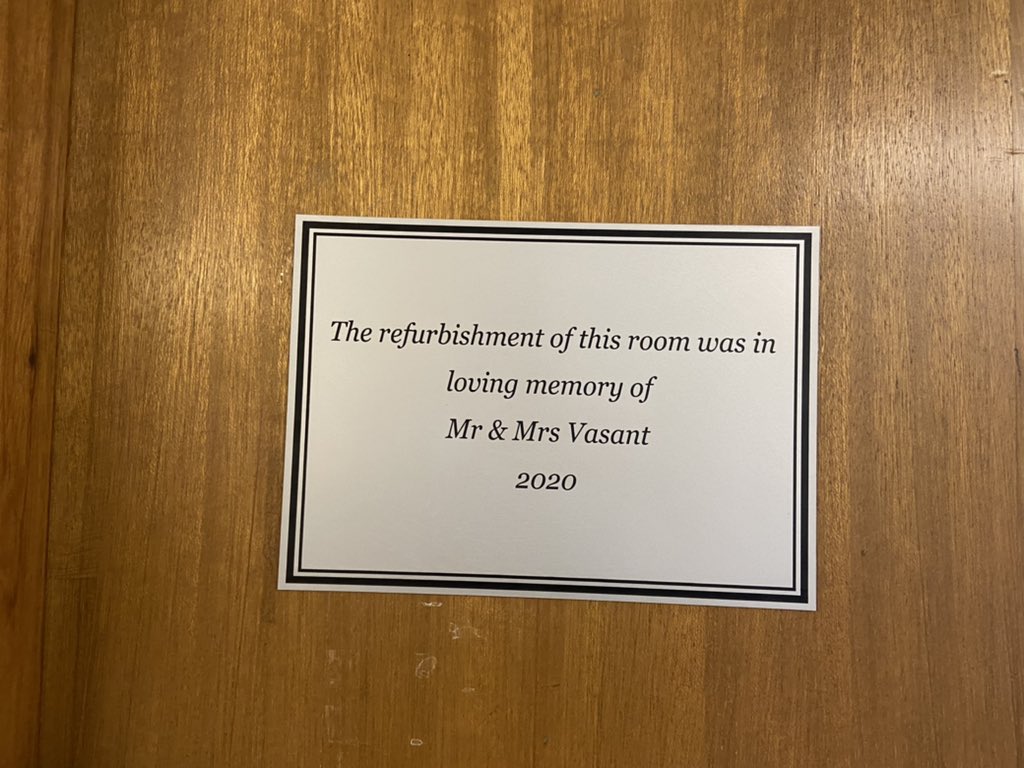 The refurbishment of this room was in
loving memory of
Mr & Mrs Vasant
2020